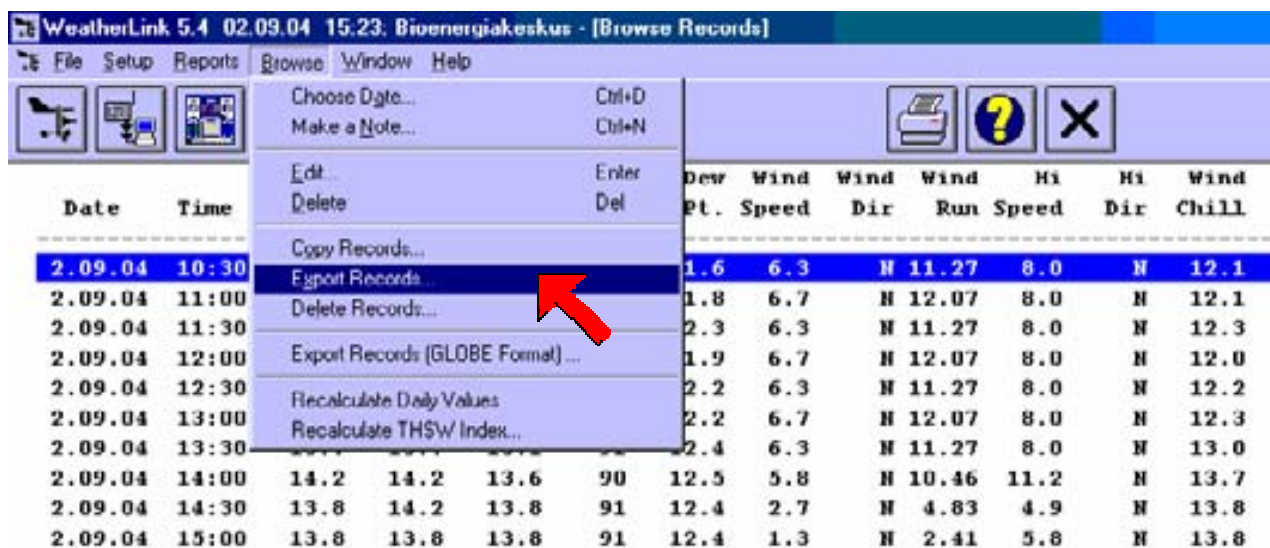 WeatherLink 5.4 02.09.04 15:23: Bioenergiakeskus - [Browse Records]
File Setup Reports Browse Window Help
Choose Date... Ctrl+D
Make a Note... Ctrl+N
Edit... Enter
Delete Del
Copy Records...
Export Records...
Delete Records...
Export Records (GLOBE Format) ...
Recalculate Daily Values
Recalculate THSW Index...
Dew Wind Wind Wind Hi Hi Wind
Date Time Pt. Speed Dir Run Speed Dir Chill
2.09.04 10:30 1.6 6.3 N 11.27 8.0 N 12.1
2.09.04 11:00 1.8 6.7 N 12.07 8.0 N 12.1
2.09.04 11:30 2.3 6.3 N 11.27 8.0 N 12.3
2.09.04 12:00 1.9 6.7 N 12.07 8.0 N 12.0
2.09.04 12:30 2.2 6.3 N 11.27 8.0 N 12.2
2.09.04 13:00 2.2 6.7 N 12.07 8.0 N 12.3
2.09.04 13:30 2.4 6.3 N 11.27 8.0 N 13.0
2.09.04 14:00 14.2 14.2 13.6 90 12.5 5.8 N 10.46 11.2 N 13.7
2.09.04 14:30 13.8 14.2 13.8 91 12.4 2.7 N 4.83 4.9 N 13.8
2.09.04 15:00 13.8 13.8 13.8 91 12.4 1.3 N 2.41 5.8 N 13.8